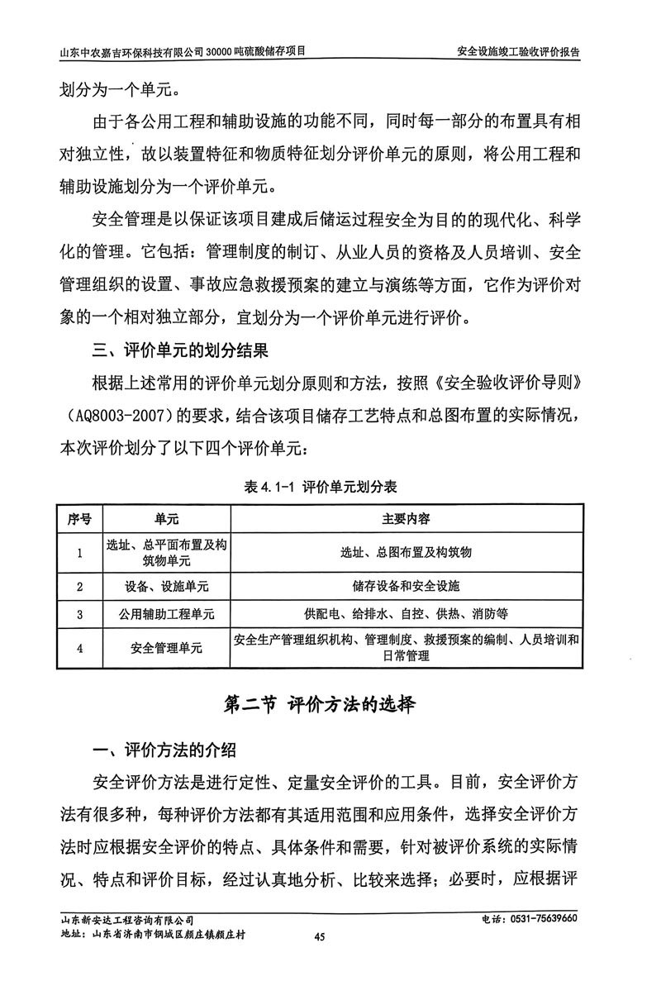 山东中农嘉吉环保科技有限公司30000吨硫酸储存项目 安全设施竣工验收评价报告
划分为一个单元。
由于各公用工程和辅助设施的功能不同，同时每一部分的布置具有相
对独立性，故以装置特征和物质特征划分评价单元的原则，将公用工程和
辅助设施划分为一个评价单元。
安全管理是以保证该项目建成后储运过程安全为目的的现代化、科学
化的管理。它包括：管理制度的制订、从业人员的资格及人员培训、安全
管理组织的设置、事故应急救援预案的建立与演练等方面，它作为评价对
象的一个相对独立部分，宜划分为一个评价单元进行评价。
三、评价单元的划分结果
根据上述常用的评价单元划分原则和方法，按照《安全验收评价导则》
（AQ8003-2007）的要求，结合该项目储存工艺特点和总图布置的实际情况，
本次评价划分了以下四个评价单元：
表4.1-1 评价单元划分表
序号 单元 主要内容
1 选址、总平面布置及构
筑物单元 选址、总图布置及构筑物
2 设备、设施单元 储存设备和安全设施
3 公用辅助工程单元 供配电、给排水、自控、供热、消防等
4 安全管理单元 安全生产管理组织机构、管理制度、救援预案的编制、人员培训和
日常管理
第二节 评价方法的选择
一、评价方法的介绍
安全评价方法是进行定性、定量安全评价的工具。目前，安全评价方
法有很多种，每种评价方法都有其适用范围和应用条件，选择安全评价方
法时应根据安全评价的特点、具体条件和需要，针对被评价系统的实际情
况、特点和评价目标，经过认真地分析、比较来选择；必要时，应根据评
山东新安达工程咨询有限公司 电话：0531-75639660
地址：山东省济南市钢城区颜庄镇颜庄村
45